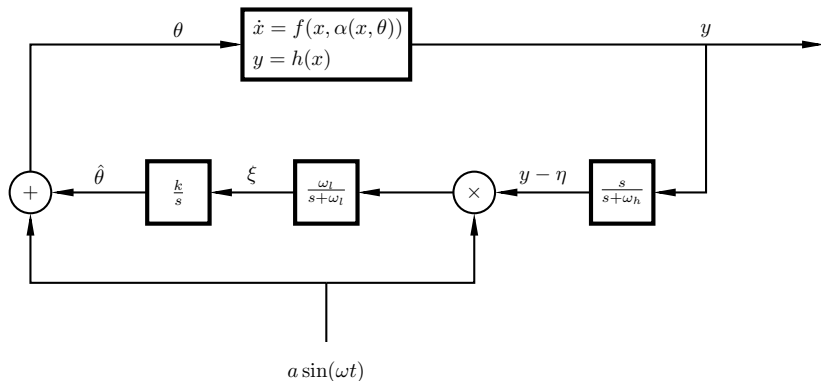 θ
ẋ = f(x, α(x, θ))
y = h(x)
y
+
θ̂
k/s
ξ
ω_l/(s+ω_l)
×
y − η
s/(s+ω_h)
a sin(ωt)